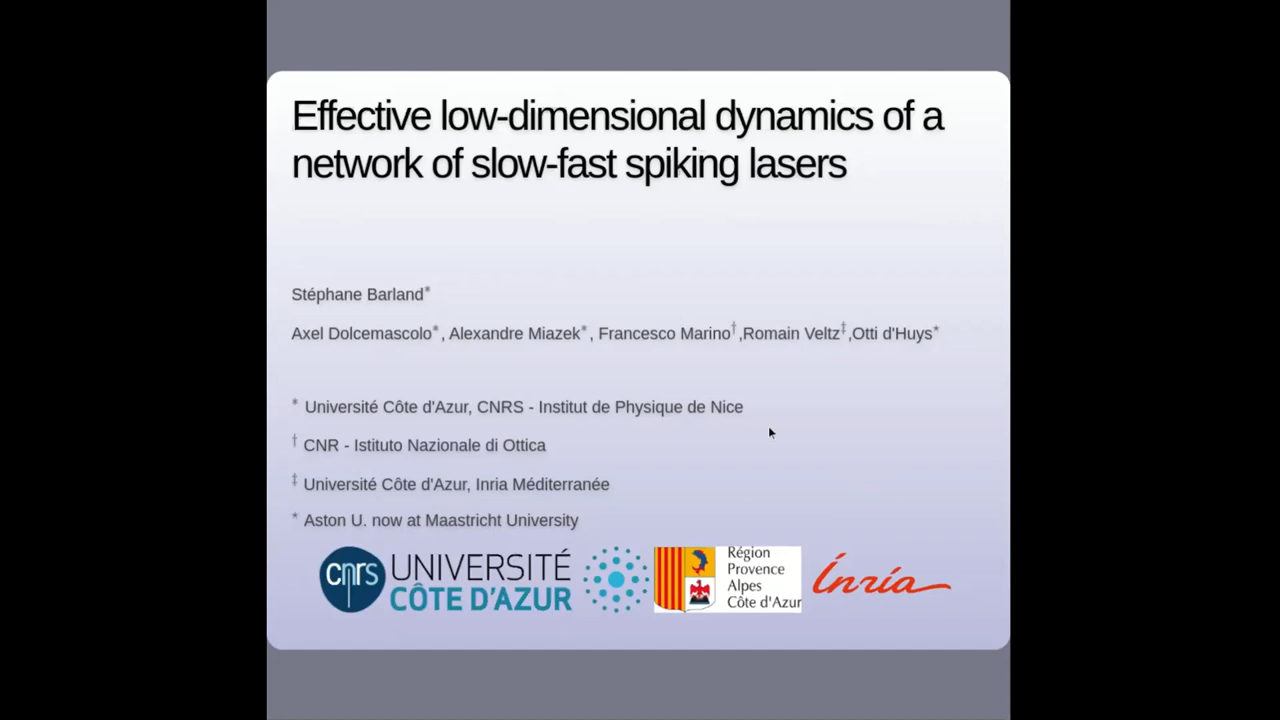 Effective low-dimensional dynamics of a
network of slow-fast spiking lasers
Stéphane Barland*
Axel Dolcemascolo*, Alexandre Miazek*, Francesco Marino†,Romain Veltz‡,Otti d'Huys*
* Université Côte d'Azur, CNRS - Institut de Physique de Nice
† CNR - Istituto Nazionale di Ottica
‡ Université Côte d'Azur, Inria Méditerranée
* Aston U. now at Maastricht University
cnrs
UNIVERSITÉ
CÔTE D'AZUR
Région
Provence
Alpes
Côte d'Azur
Inría